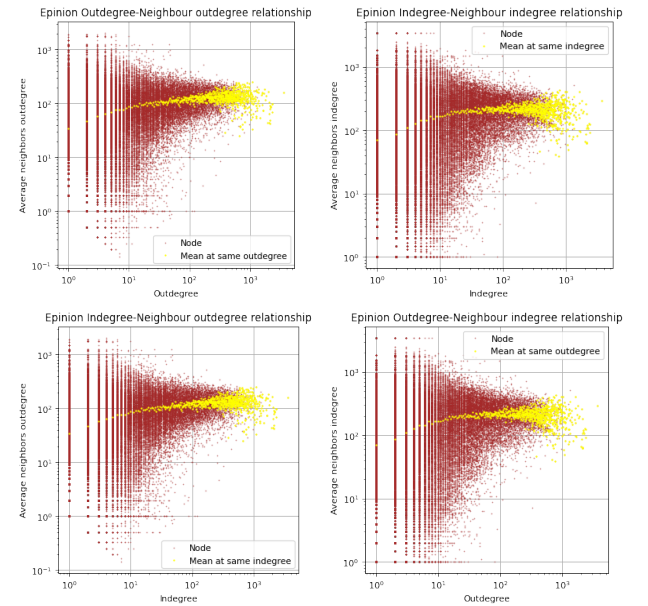 Epinion Outdegree-Neighbour outdegree relationship
Average neighbors outdegree
10³
10²
10¹
10⁰
10⁻¹
Node
Mean at same outdegree
10⁰ 10¹ 10² 10³
Outdegree
Epinion Indegree-Neighbour indegree relationship
Average neighbors indegree
Node
Mean at same indegree
10³
10²
10¹
10⁰
10⁰ 10¹ 10² 10³
Indegree
Epinion Indegree-Neighbour outdegree relationship
Average neighbors outdegree
10³
10²
10¹
10⁰
10⁻¹
Node
Mean at same indegree
10⁰ 10¹ 10² 10³
Indegree
Epinion Outdegree-Neighbour indegree relationship
Average neighbors indegree
Node
Mean at same outdegree
10³
10²
10¹
10⁰
10⁰ 10¹ 10² 10³
Outdegree